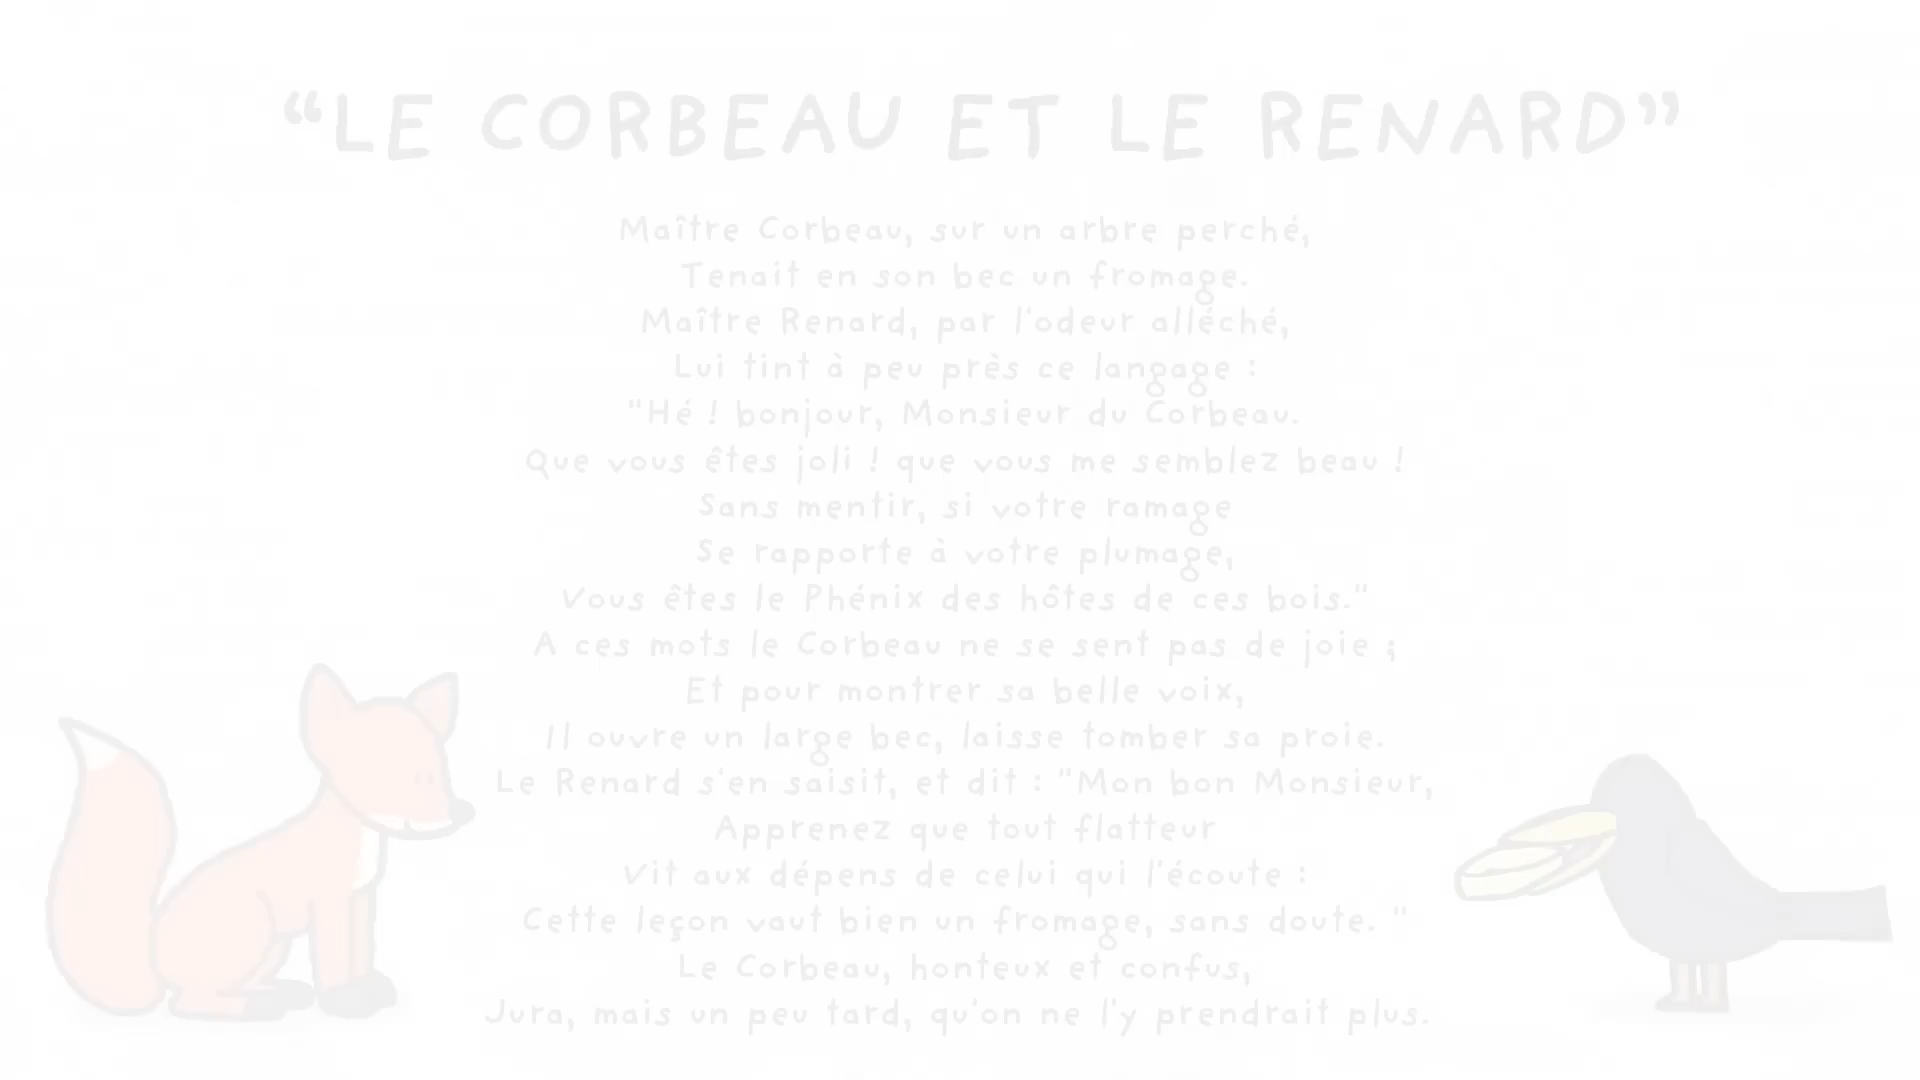 “LE CORBEAU ET LE RENARD”
Maître Corbeau, sur un arbre perché,
Tenait en son bec un fromage.
Maître Renard, par l'odeur alléché,
Lui tint à peu près ce langage :
"Hé ! bonjour, Monsieur du Corbeau.
Que vous êtes joli ! que vous me semblez beau !
Sans mentir, si votre ramage
Se rapporte à votre plumage,
Vous êtes le Phénix des hôtes de ces bois."
A ces mots le Corbeau ne se sent pas de joie ;
Et pour montrer sa belle voix,
Il ouvre un large bec, laisse tomber sa proie.
Le Renard s'en saisit, et dit : "Mon bon Monsieur,
Apprenez que tout flatteur
Vit aux dépens de celui qui l'écoute :
Cette leçon vaut bien un fromage, sans doute. "
Le Corbeau, honteux et confus,
Jura, mais un peu tard, qu'on ne l'y prendrait plus.